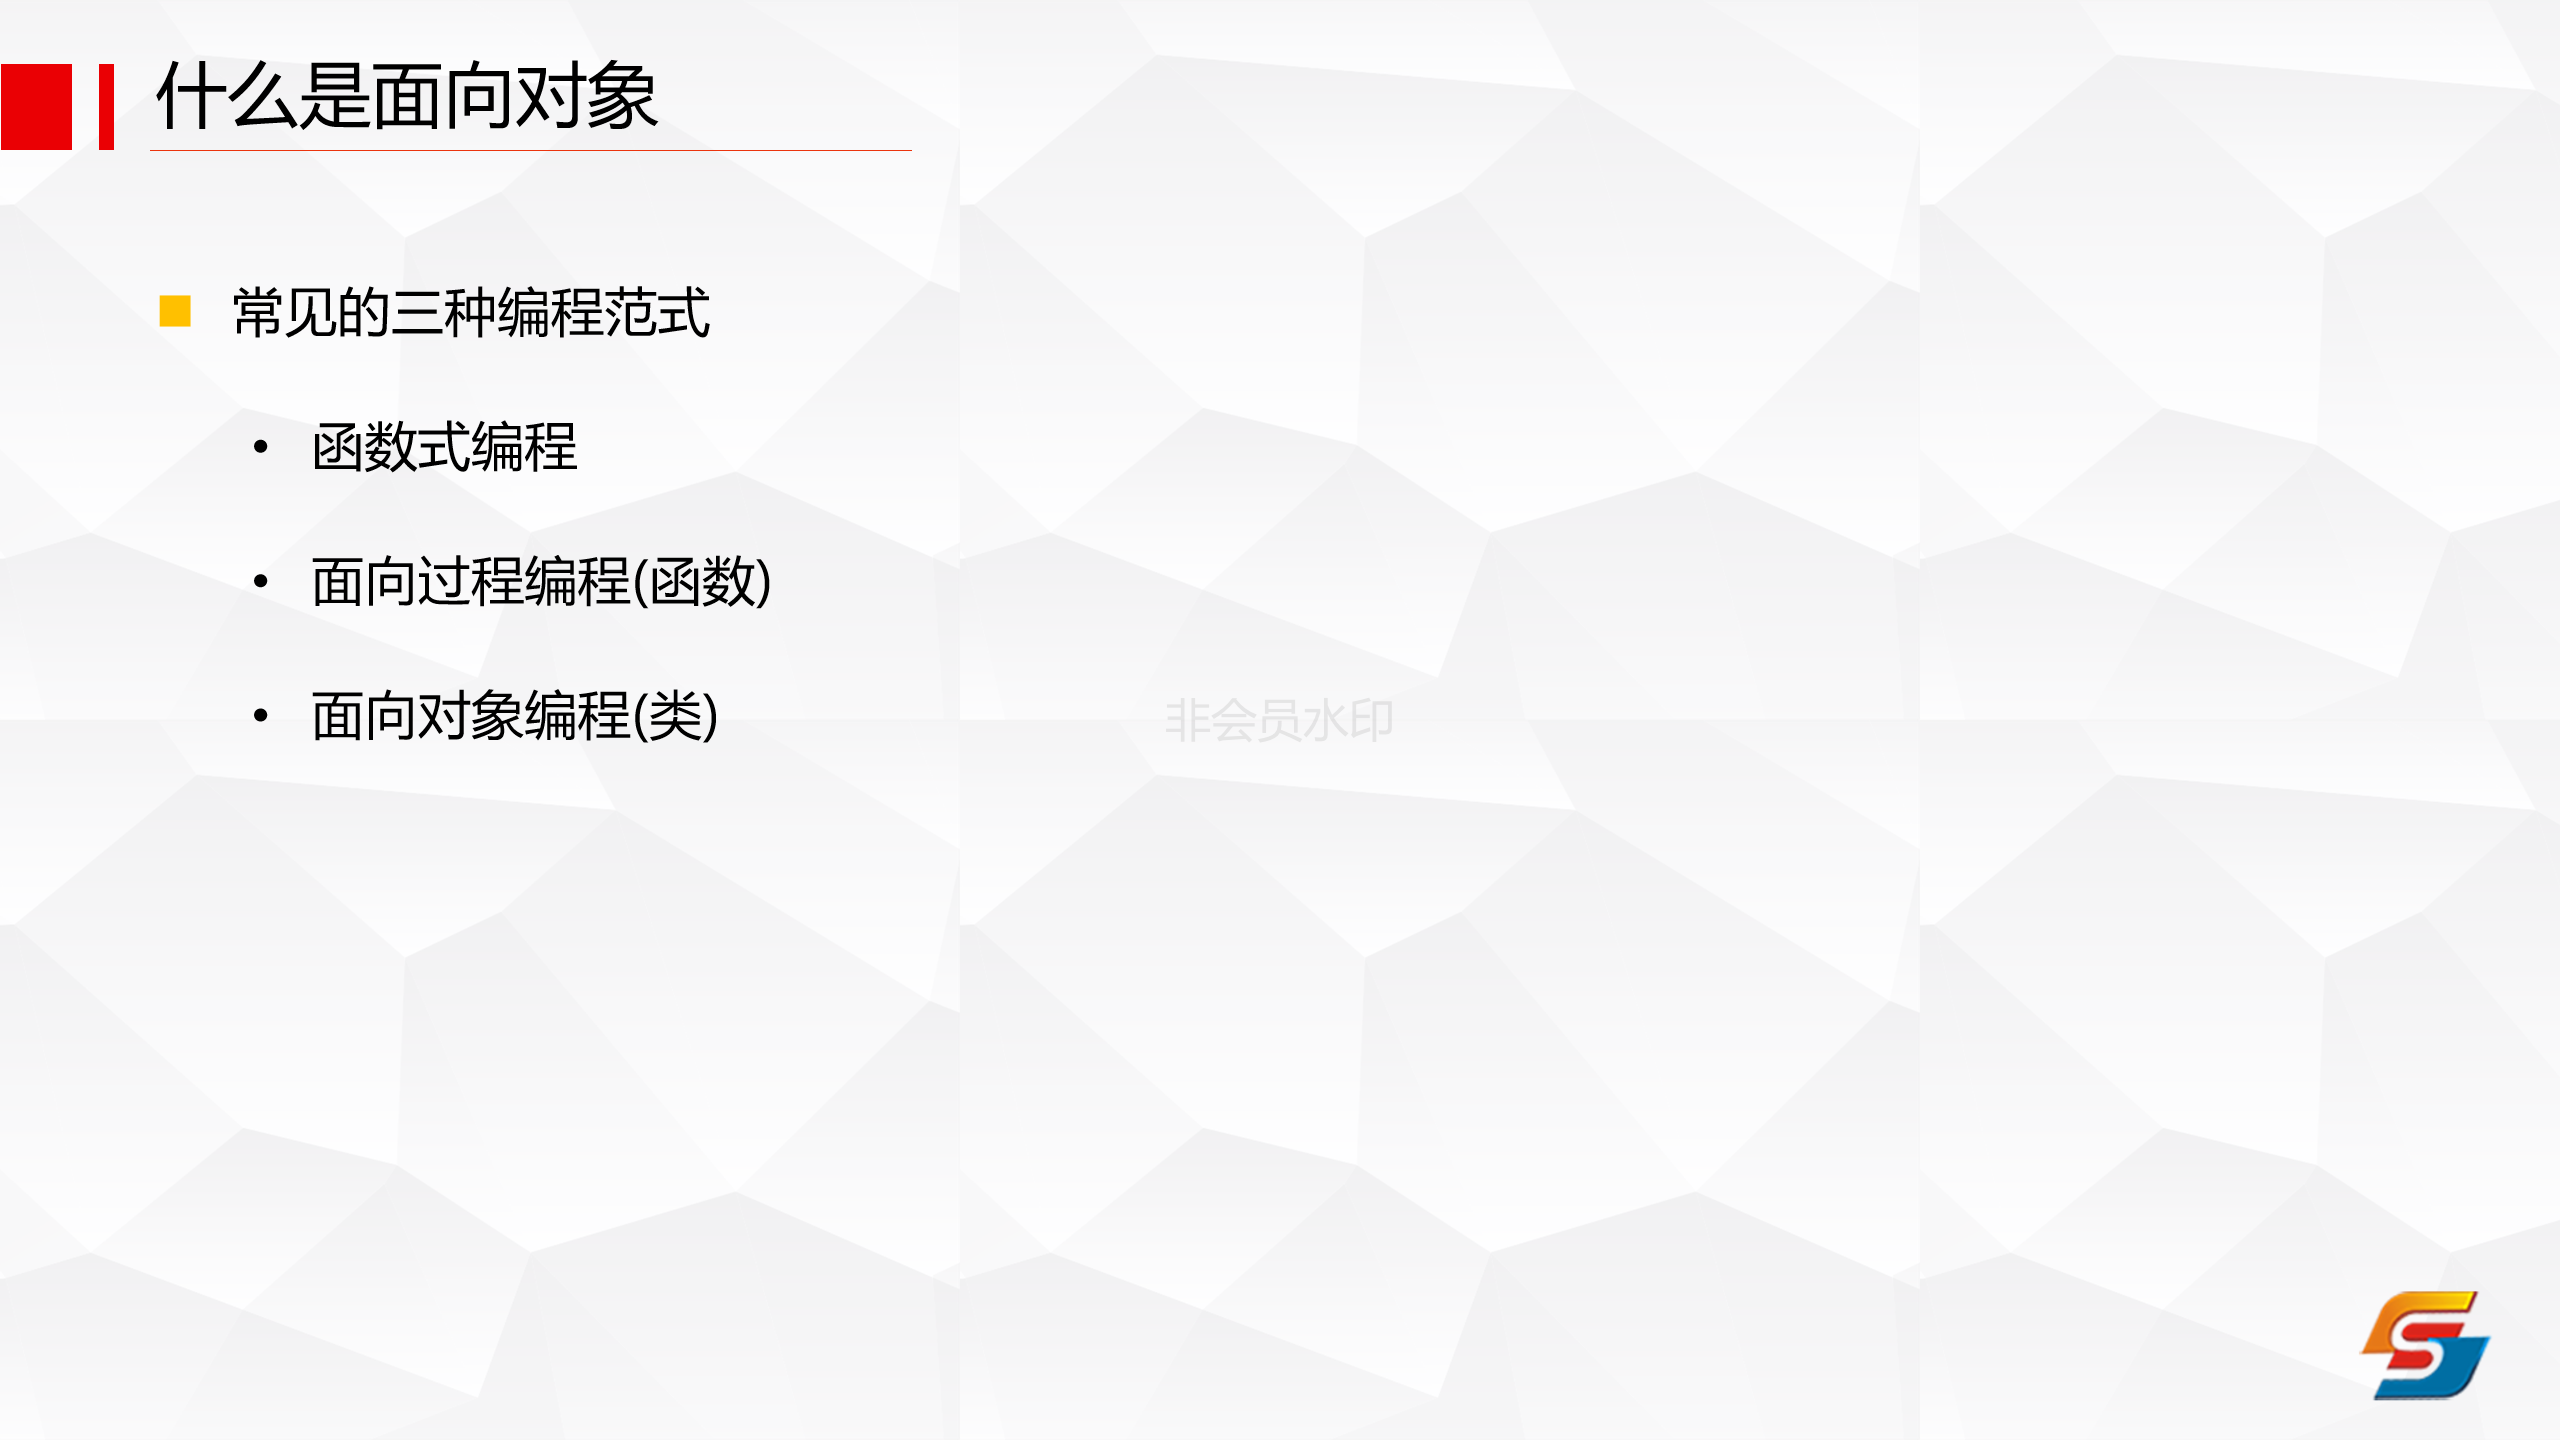 什么是面向对象
常见的三种编程范式
• 函数式编程
• 面向过程编程(函数)
• 面向对象编程(类)
非会员水印